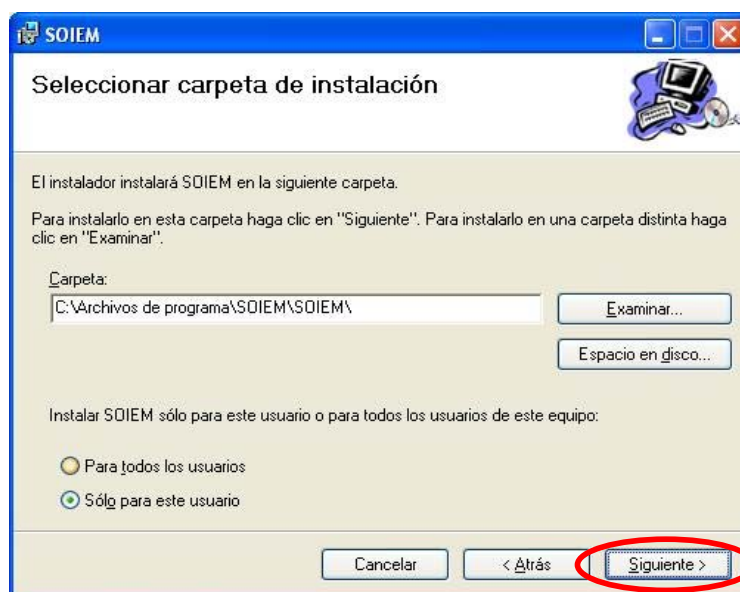 SOIEM
Seleccionar carpeta de instalación
El instalador instalará SOIEM en la siguiente carpeta.
Para instalarlo en esta carpeta haga clic en "Siguiente". Para instalarlo en una carpeta distinta haga
clic en "Examinar".
Carpeta:
C:\Archivos de programa\SOIEM\SOIEM\
Examinar...
Espacio en disco...
Instalar SOIEM sólo para este usuario o para todos los usuarios de este equipo:
Para todos los usuarios
Sólo para este usuario
Cancelar
< Atrás
Siguiente >